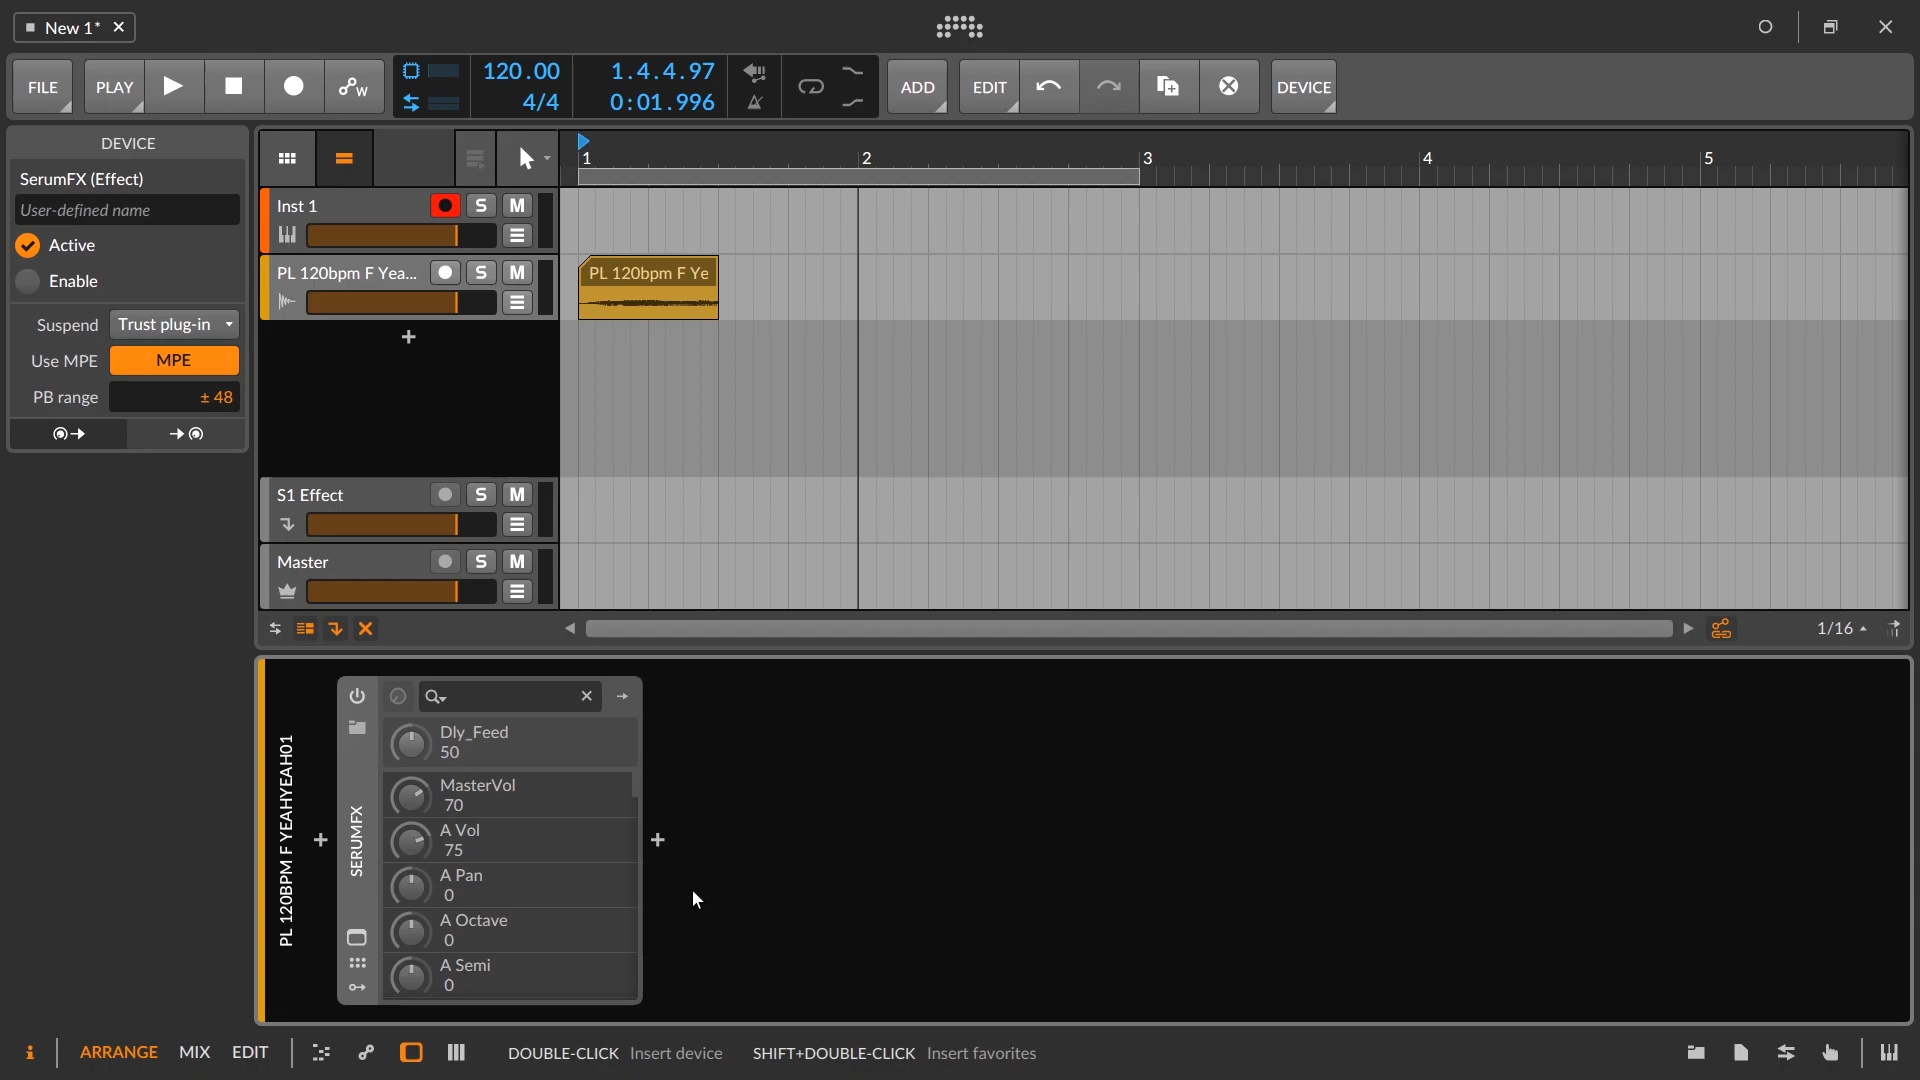 New 1*
FILE
PLAY
W
120.00
4/4
1.4.4.97
0:01.996
ADD
EDIT
DEVICE
DEVICE
SerumFX (Effect)
User-defined name
Active
Enable
Suspend Trust plug-in
Use MPE MPE
PB range ± 48
1 2 3 4 5
Inst 1 S M
PL 120bpm F Yea... S M
PL 120bpm F Ye
S1 Effect S M
Master S M
1/16
PL 120BPM F YEAHYEAH01
SERUMFX
Dly_Feed
50
MasterVol
70
A Vol
75
A Pan
0
A Octave
0
A Semi
0
i ARRANGE MIX EDIT
DOUBLE-CLICK Insert device SHIFT+DOUBLE-CLICK Insert favorites